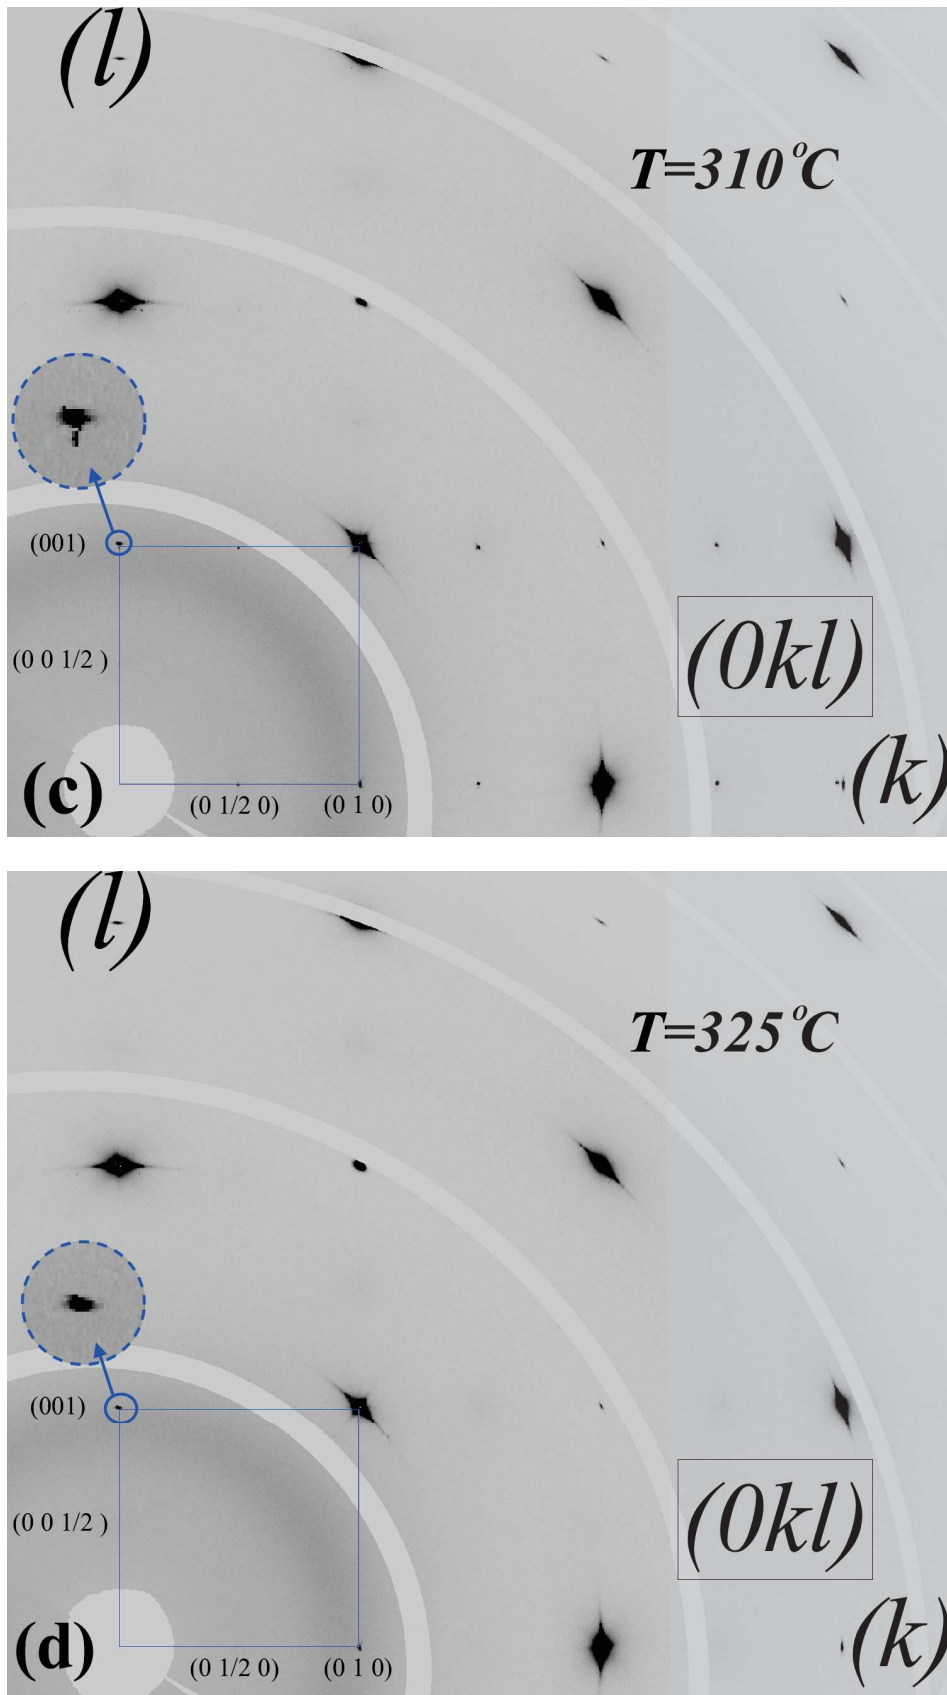 (l)
T=310°C
(001)
(0kl)
(0 0 1/2 )
(c)
(k)
(0 1/2 0)
(0 1 0)
(l)
T=325°C
(001)
(0kl)
(0 0 1/2 )
(d)
(k)
(0 1/2 0)
(0 1 0)